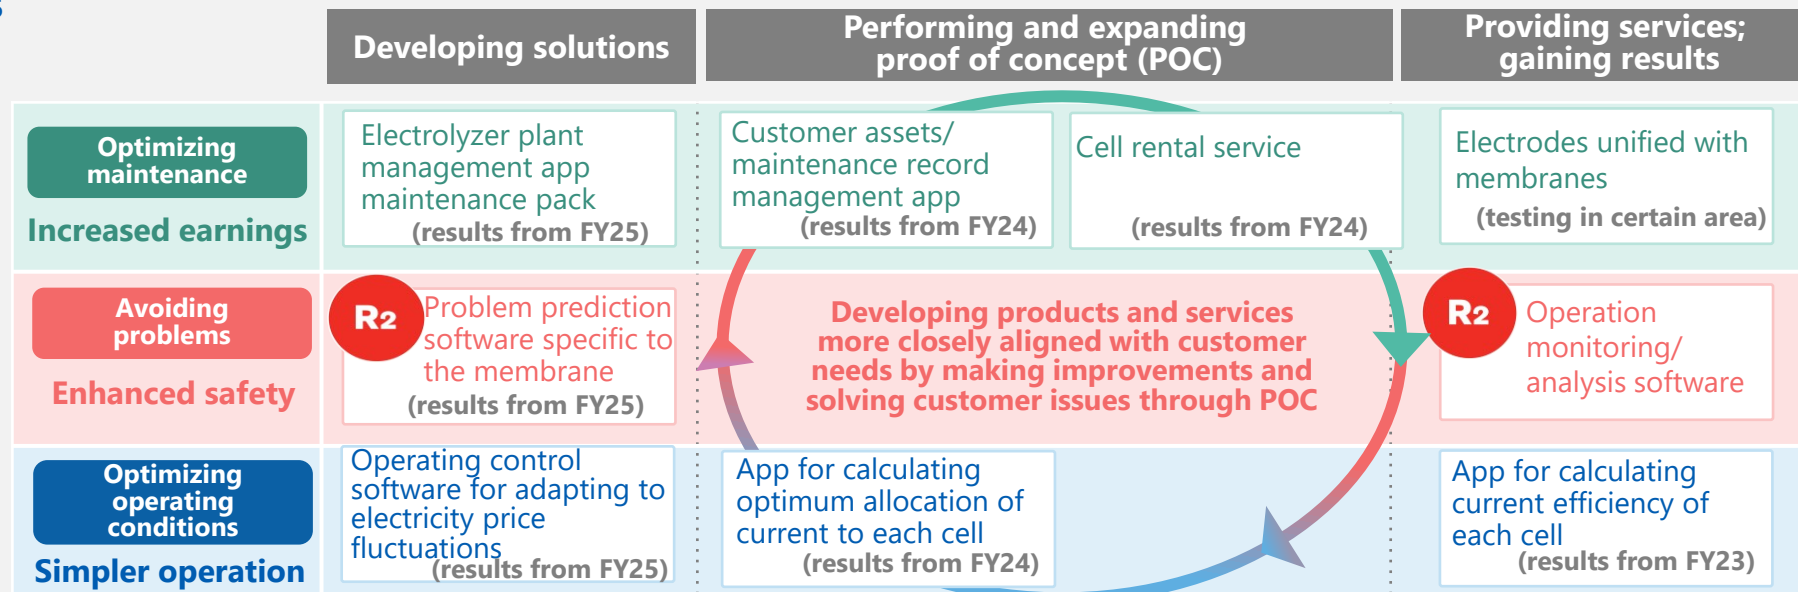 Developing solutions
Performing and expanding
proof of concept (POC)
Providing services;
gaining results
Optimizing
maintenance
Increased earnings
Electrolyzer plant
management app
maintenance pack
(results from FY25)
Customer assets/
maintenance record
management app
(results from FY24)
Cell rental service
(results from FY24)
Electrodes unified with
membranes
(testing in certain area)
Avoiding
problems
Enhanced safety
R2
Problem prediction
software specific to
the membrane
(results from FY25)
Developing products and services
more closely aligned with customer
needs by making improvements and
solving customer issues through POC
R2
Operation
monitoring/
analysis software
Optimizing
operating
conditions
Simpler operation
Operating control
software for adapting to
electricity price
fluctuations
(results from FY25)
App for calculating
optimum allocation of
current to each cell
(results from FY24)
App for calculating
current efficiency of
each cell
(results from FY23)